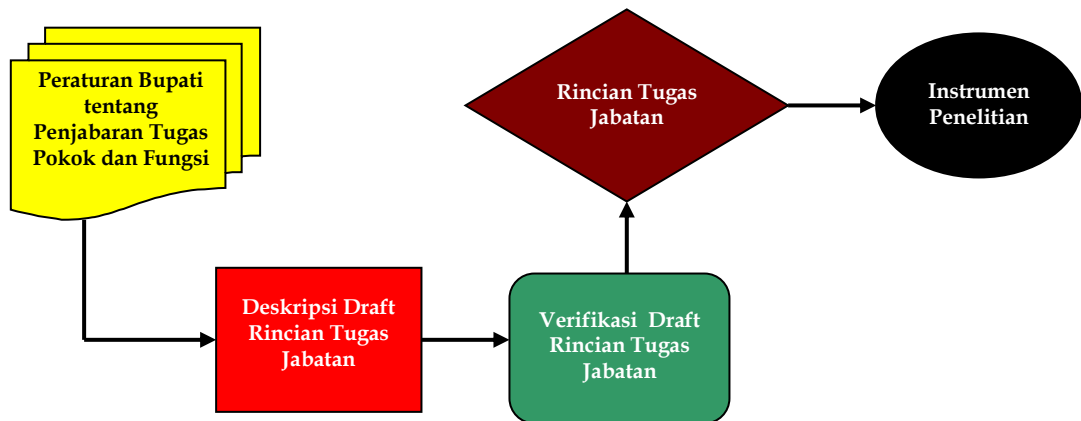 Peraturan Bupati
tentang
Penjabaran Tugas
Pokok dan Fungsi
Deskripsi Draft
Rincian Tugas
Jabatan
Verifikasi  Draft
Rincian Tugas
Jabatan
Rincian Tugas
Jabatan
Instrumen
Penelitian